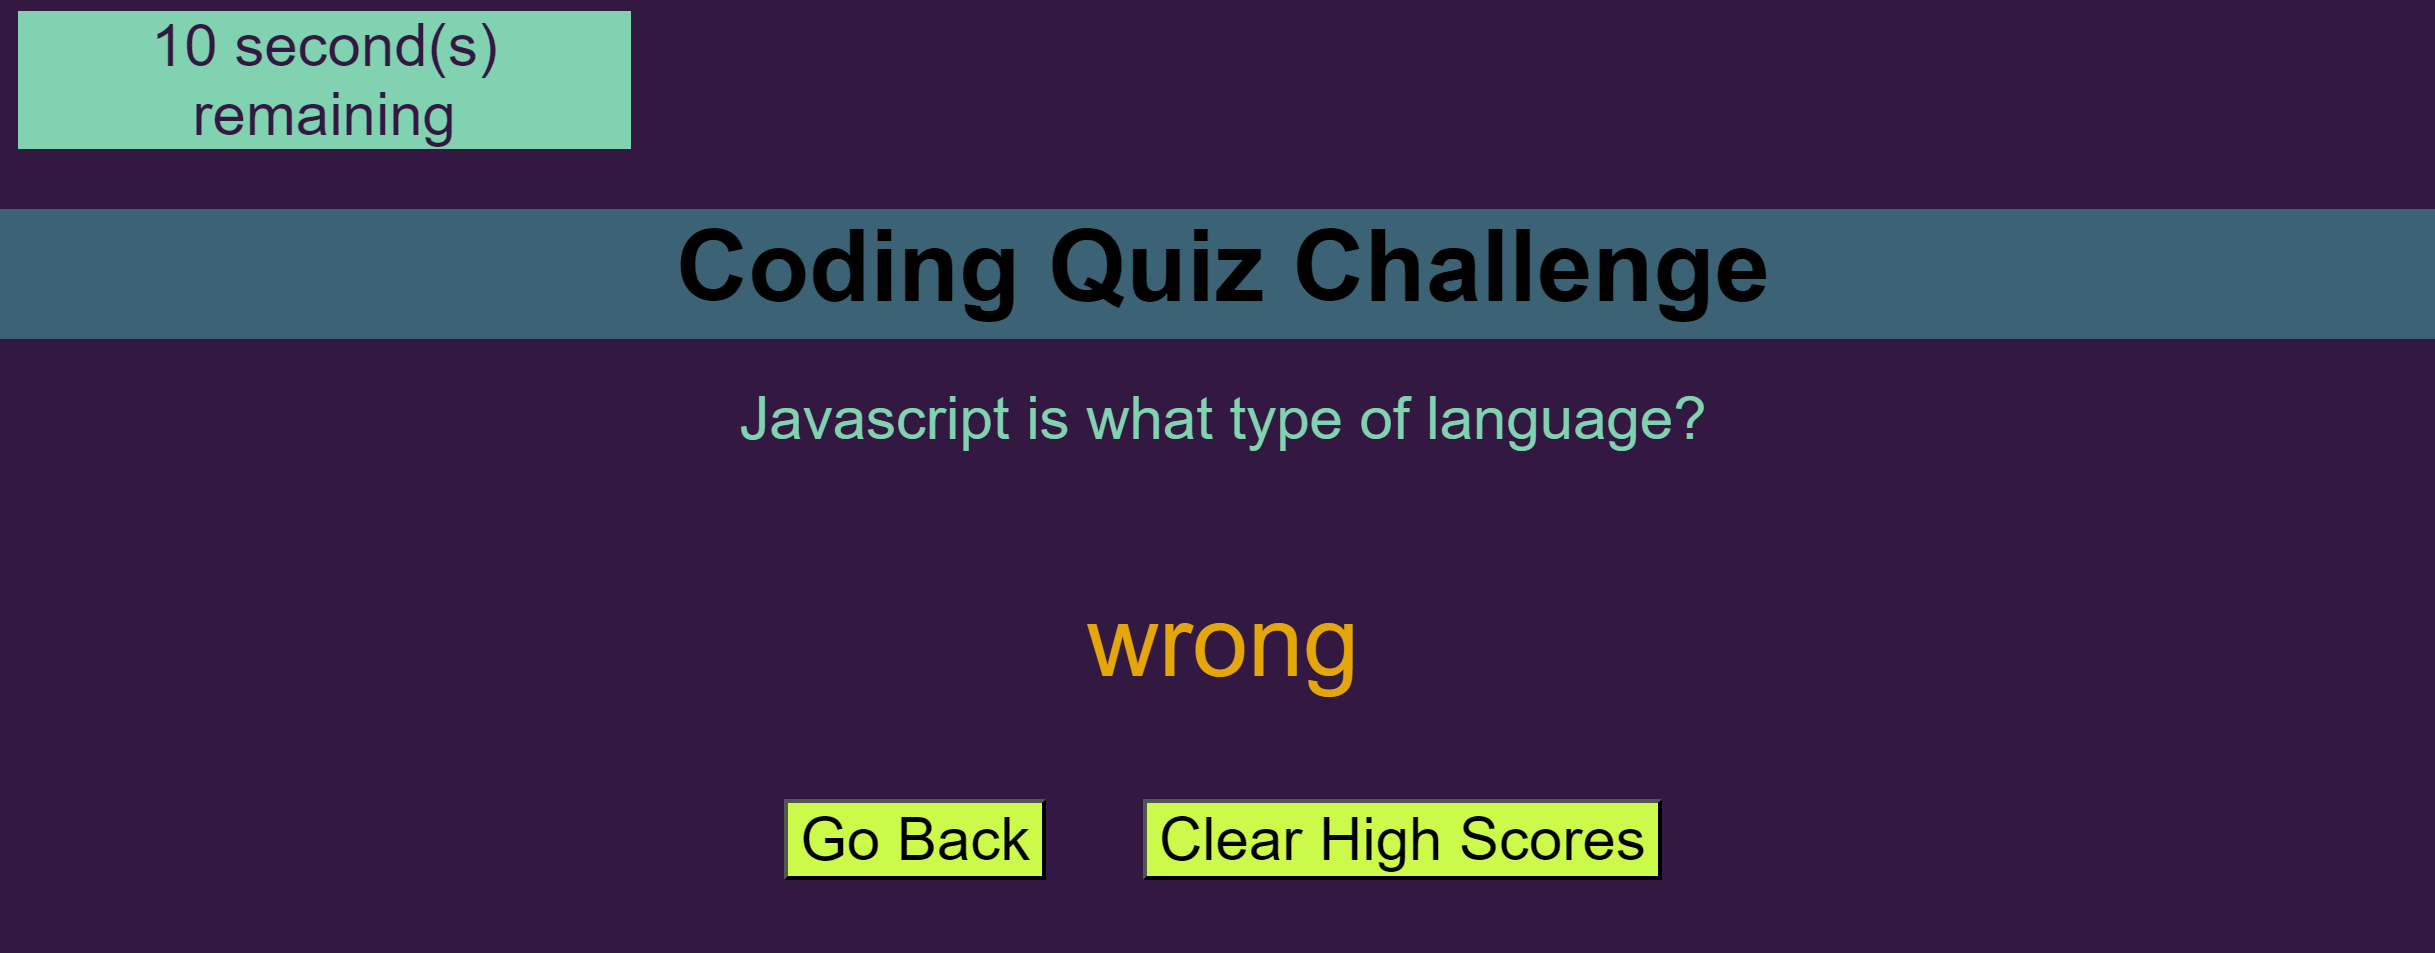 10 second(s)
remaining
Coding Quiz Challenge
Javascript is what type of language?
wrong
Go Back
Clear High Scores